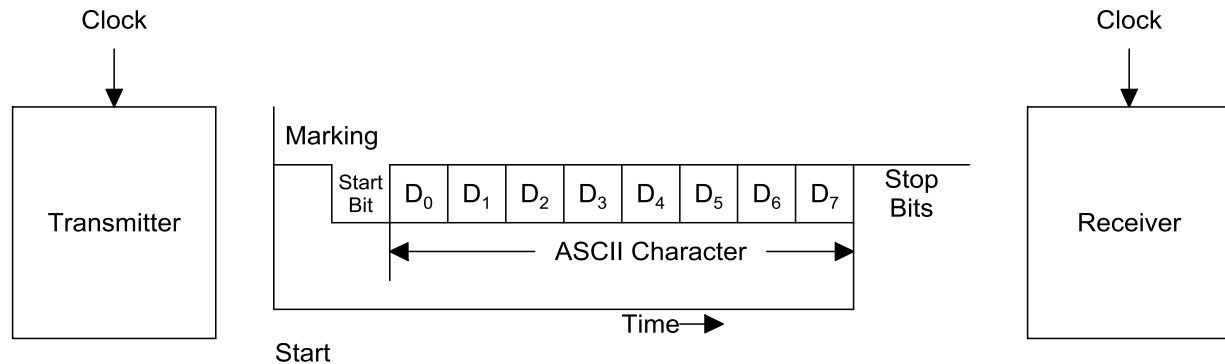 Clock
Clock
Marking
Start
Bit
D₀ D₁ D₂ D₃ D₄ D₅ D₆ D₇
Stop
Bits
Transmitter
Receiver
ASCII Character
Time
Start